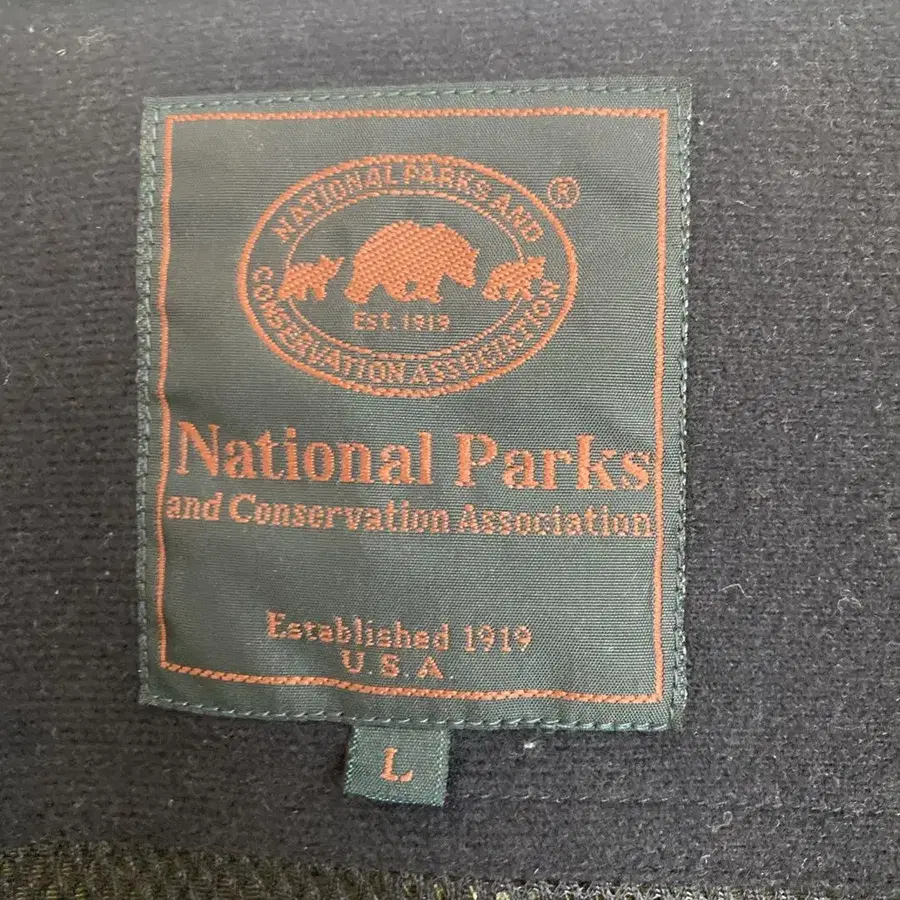 NATIONAL PARKS AND
CONSERVATION ASSOCIATION
®
EST. 1919
National Parks
and Conservation Association
Established 1919
U.S.A.
L